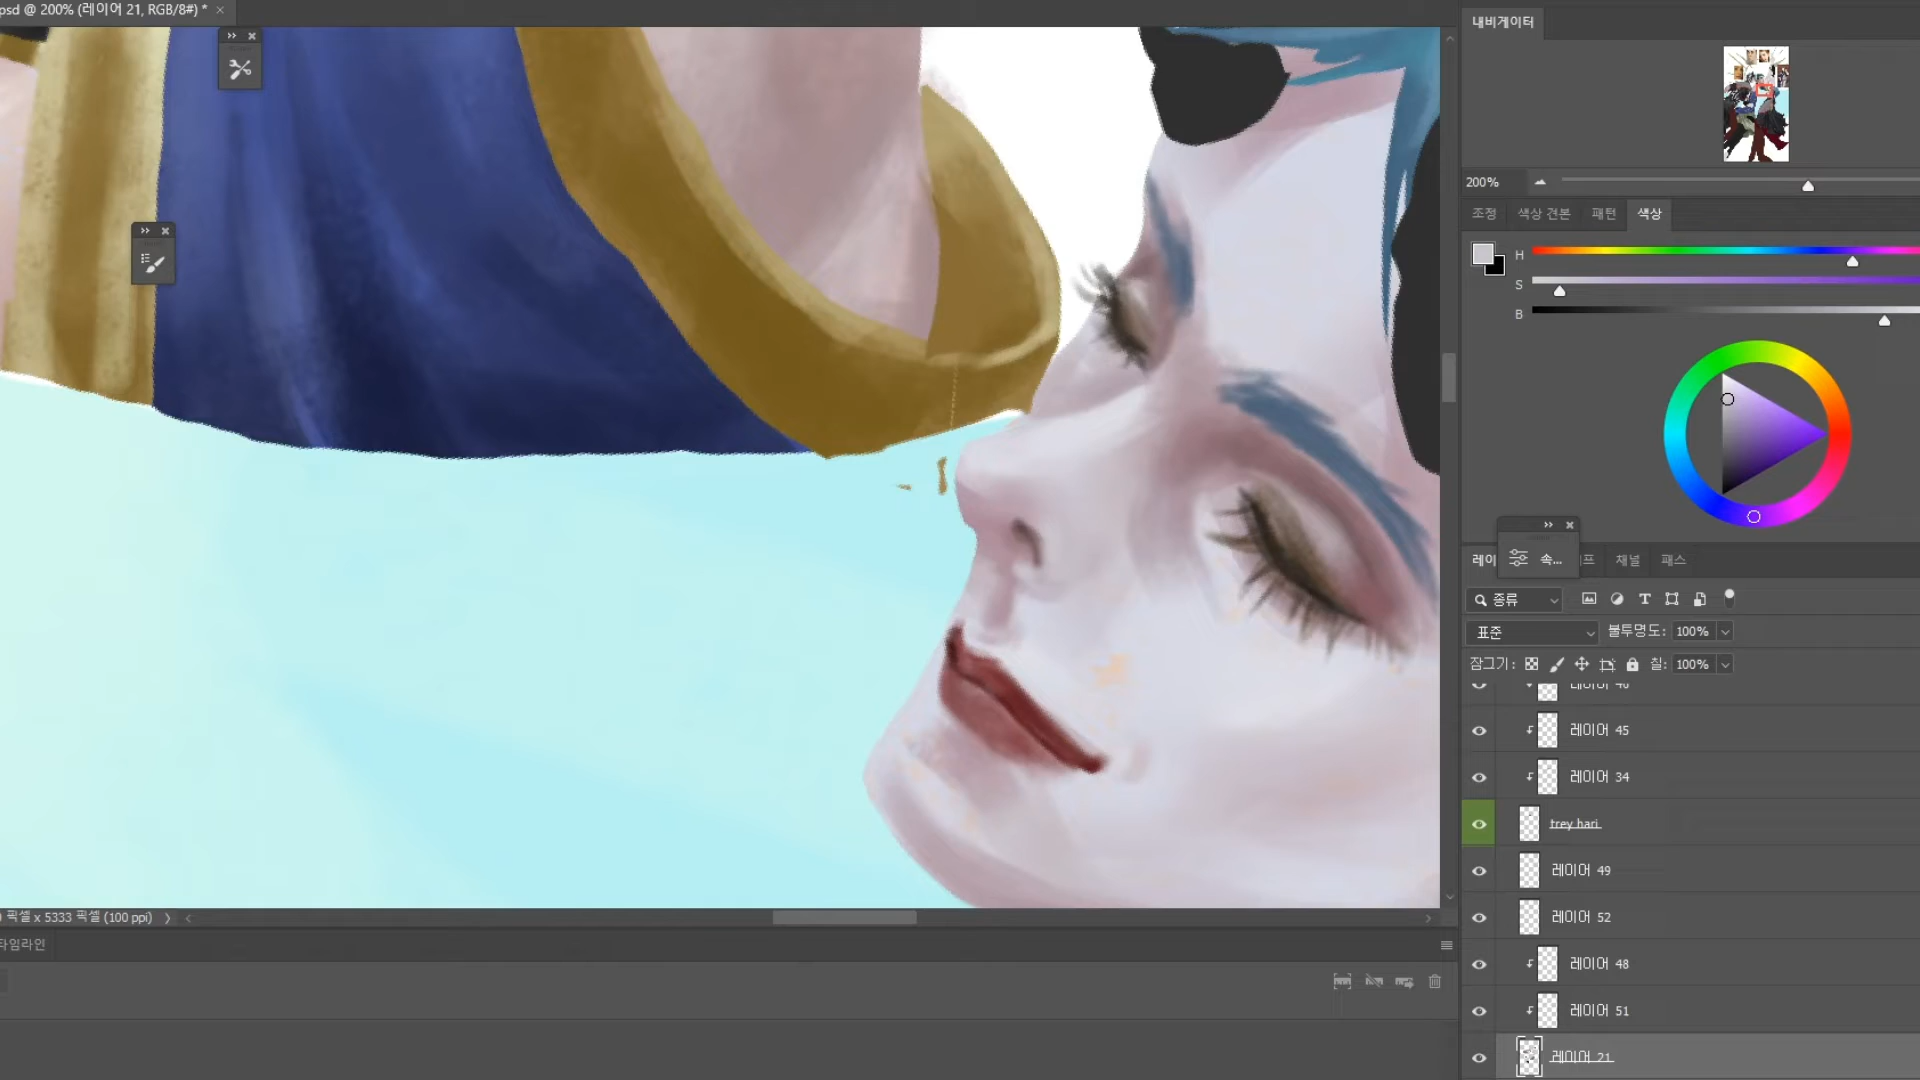 psd @ 200% (레이어 21, RGB/8#) *
내비게이터
200%
조정 색상 견본 패턴 색상
H
S
B
레이 속... 프 채널 패스
종류
표준 불투명도: 100%
잠그기: 칠: 100%
레이어 46
레이어 45
레이어 34
trey hari
레이어 49
레이어 52
레이어 48
레이어 51
레이어 21
) 픽셀 x 5333 픽셀 (100 ppi)
타임라인